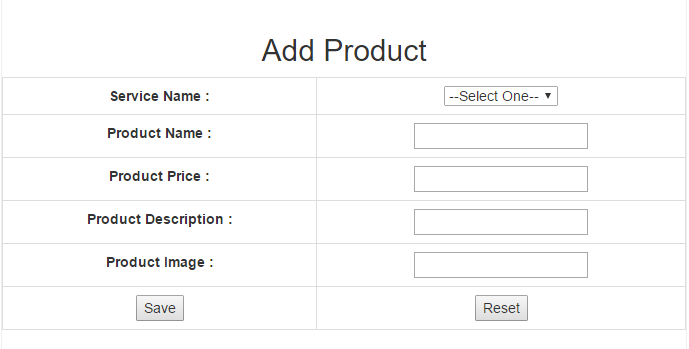 Add Product
Service Name : --Select One--
Product Name :
Product Price :
Product Description :
Product Image :
Save Reset